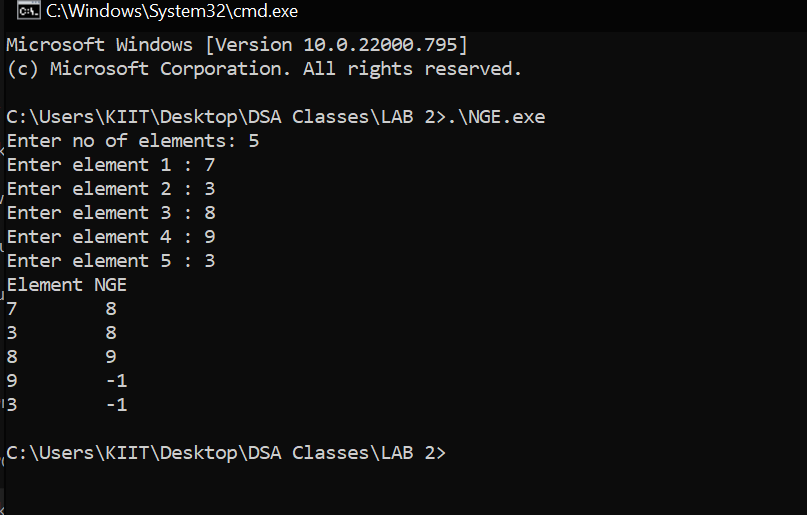 C:\Windows\System32\cmd.exe
Microsoft Windows [Version 10.0.22000.795]
(c) Microsoft Corporation. All rights reserved.
C:\Users\KIIT\Desktop\DSA Classes\LAB 2>.\NGE.exe
Enter no of elements: 5
Enter element 1 : 7
Enter element 2 : 3
Enter element 3 : 8
Enter element 4 : 9
Enter element 5 : 3
Element NGE
7 8
3 8
8 9
9 -1
3 -1
C:\Users\KIIT\Desktop\DSA Classes\LAB 2>